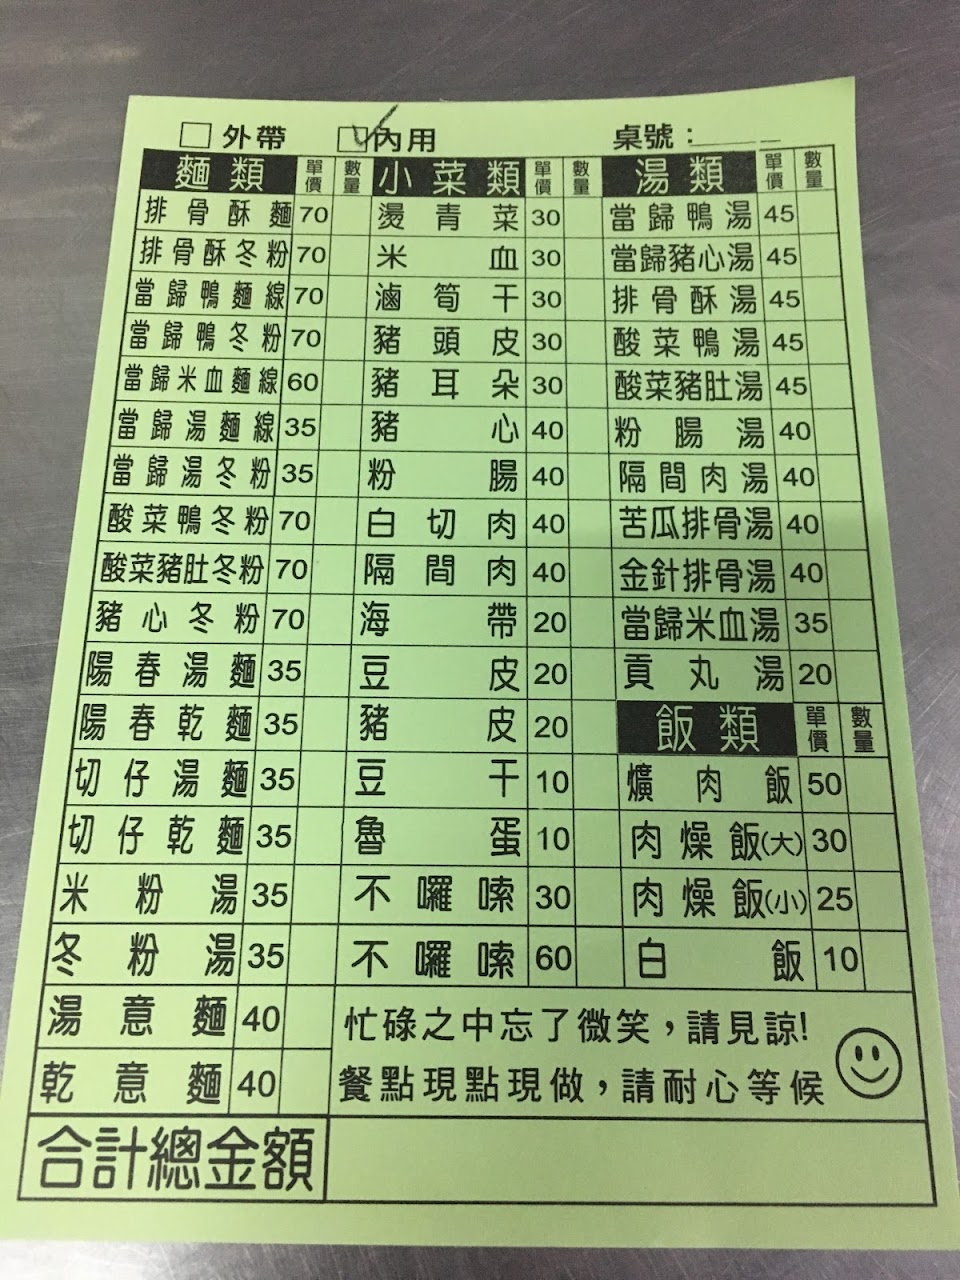 □ 外帶 □ 內用 桌號：
麵類 單價 數量 小菜類 單價 數量 湯類 單價 數量
排骨酥麵 70 燙青菜 30 當歸鴨湯 45
排骨酥冬粉 70 米血 30 當歸豬心湯 45
當歸鴨麵線 70 滷筍干 30 排骨酥湯 45
當歸鴨冬粉 70 豬頭皮 30 酸菜鴨湯 45
當歸米血麵線 60 豬耳朵 30 酸菜豬肚湯 45
當歸湯麵線 35 豬心 40 粉腸湯 40
當歸湯冬粉 35 粉腸 40 隔間肉湯 40
酸菜鴨冬粉 70 白切肉 40 苦瓜排骨湯 40
酸菜豬肚冬粉 70 隔間肉 40 金針排骨湯 40
豬心冬粉 70 海帶 20 當歸米血湯 35
陽春湯麵 35 豆皮 20 貢丸湯 20
陽春乾麵 35 豬皮 20 飯類 單價 數量
切仔湯麵 35 豆干 10 爌肉飯 50
切仔乾麵 35 魯蛋 10 肉燥飯(大) 30
米粉湯 35 不囉嗦 30 肉燥飯(小) 25
冬粉湯 35 不囉嗦 60 白飯 10
湯意麵 40 忙碌之中忘了微笑，請見諒!
乾意麵 40 餐點現點現做，請耐心等候
合計總金額